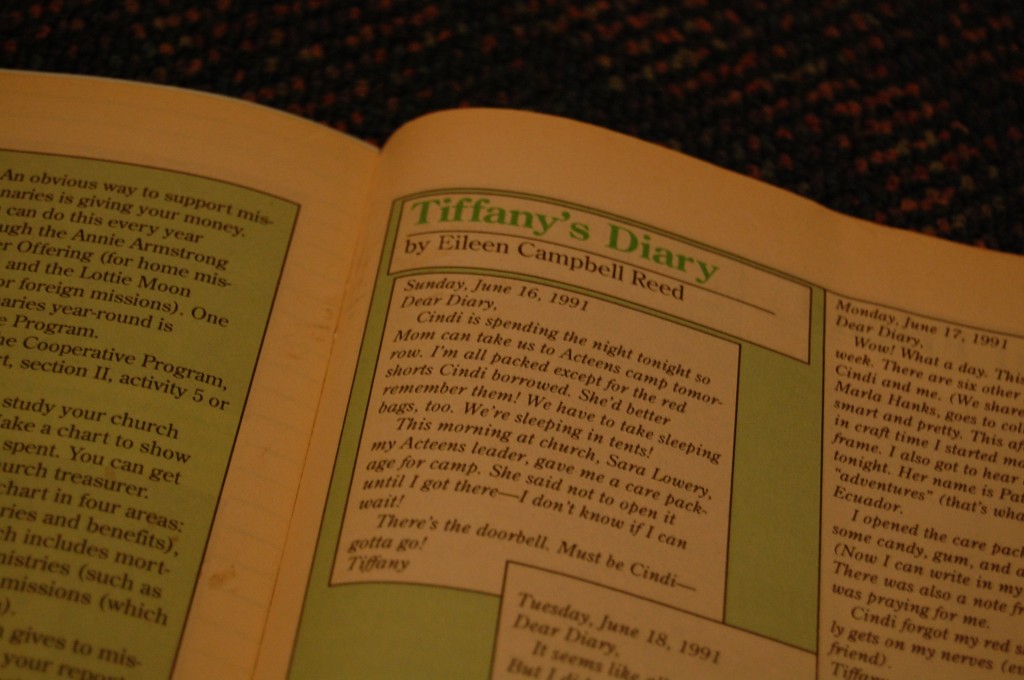 An obvious way to support mis-
naries is giving your money.
can do this every year
ugh the Annie Armstrong
er Offering (for home mis-
and the Lottie Moon
or foreign missions). One
aries year-round is
e Program.
he Cooperative Program,
rt, section II, activity 5 or
study your church
ake a chart to show
spent. You can get
urch treasurer.
chart in four areas:
ries and benefits),
ch includes mort-
nistries (such as
missions (which
).
gives to mis-
your report
Tiffany's Diary
by Eileen Campbell Reed
Sunday, June 16, 1991
Dear Diary,
Cindi is spending the night tonight so
Mom can take us to Acteens camp tomor-
row. I'm all packed except for the red
shorts Cindi borrowed. She'd better
remember them! We have to take sleeping
bags, too. We're sleeping in tents!
This morning at church, Sara Lowery,
my Acteens leader, gave me a care pack-
age for camp. She said not to open it
until I got there—I don't know if I can
wait!
There's the doorbell. Must be Cindi—
gotta go!
Tiffany
Tuesday, June 18, 1991
Dear Diary,
It seems like
But I
Monday, June 17, 1991
Dear Diary,
Wow! What a day. This
week. There are six other
Cindi and me. (We share
Marla Hanks, goes to col
smart and pretty. This af
in craft time I started ma
frame. I also got to hear
tonight. Her name is Pat
"adventures" (that's wha
Ecuador.
I opened the care pack
some candy, gum, and a
(Now I can write in my
There was also a note fr
was praying for me.
Cindi forgot my red s
ly gets on my nerves (ev
friend).
Tiffany